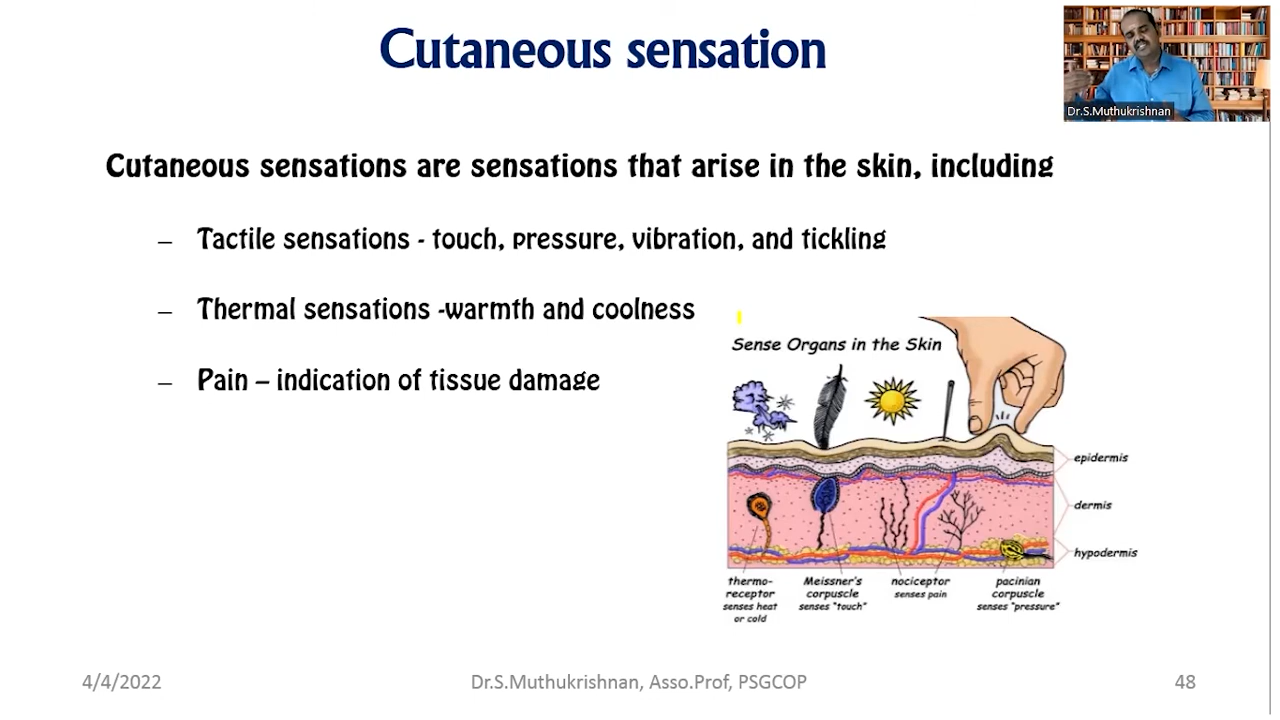 Cutaneous sensation
Dr.S.Muthukrishnan
Cutaneous sensations are sensations that arise in the skin, including
– Tactile sensations - touch, pressure, vibration, and tickling
– Thermal sensations -warmth and coolness
– Pain – indication of tissue damage
Sense Organs in the Skin
epidermis
dermis
hypodermis
thermo-
receptor
senses heat
or cold
Meissner's
corpuscle
senses "touch"
nociceptor
senses pain
pacinian
corpuscle
senses "pressure"
4/4/2022
Dr.S.Muthukrishnan, Asso.Prof, PSGCOP
48